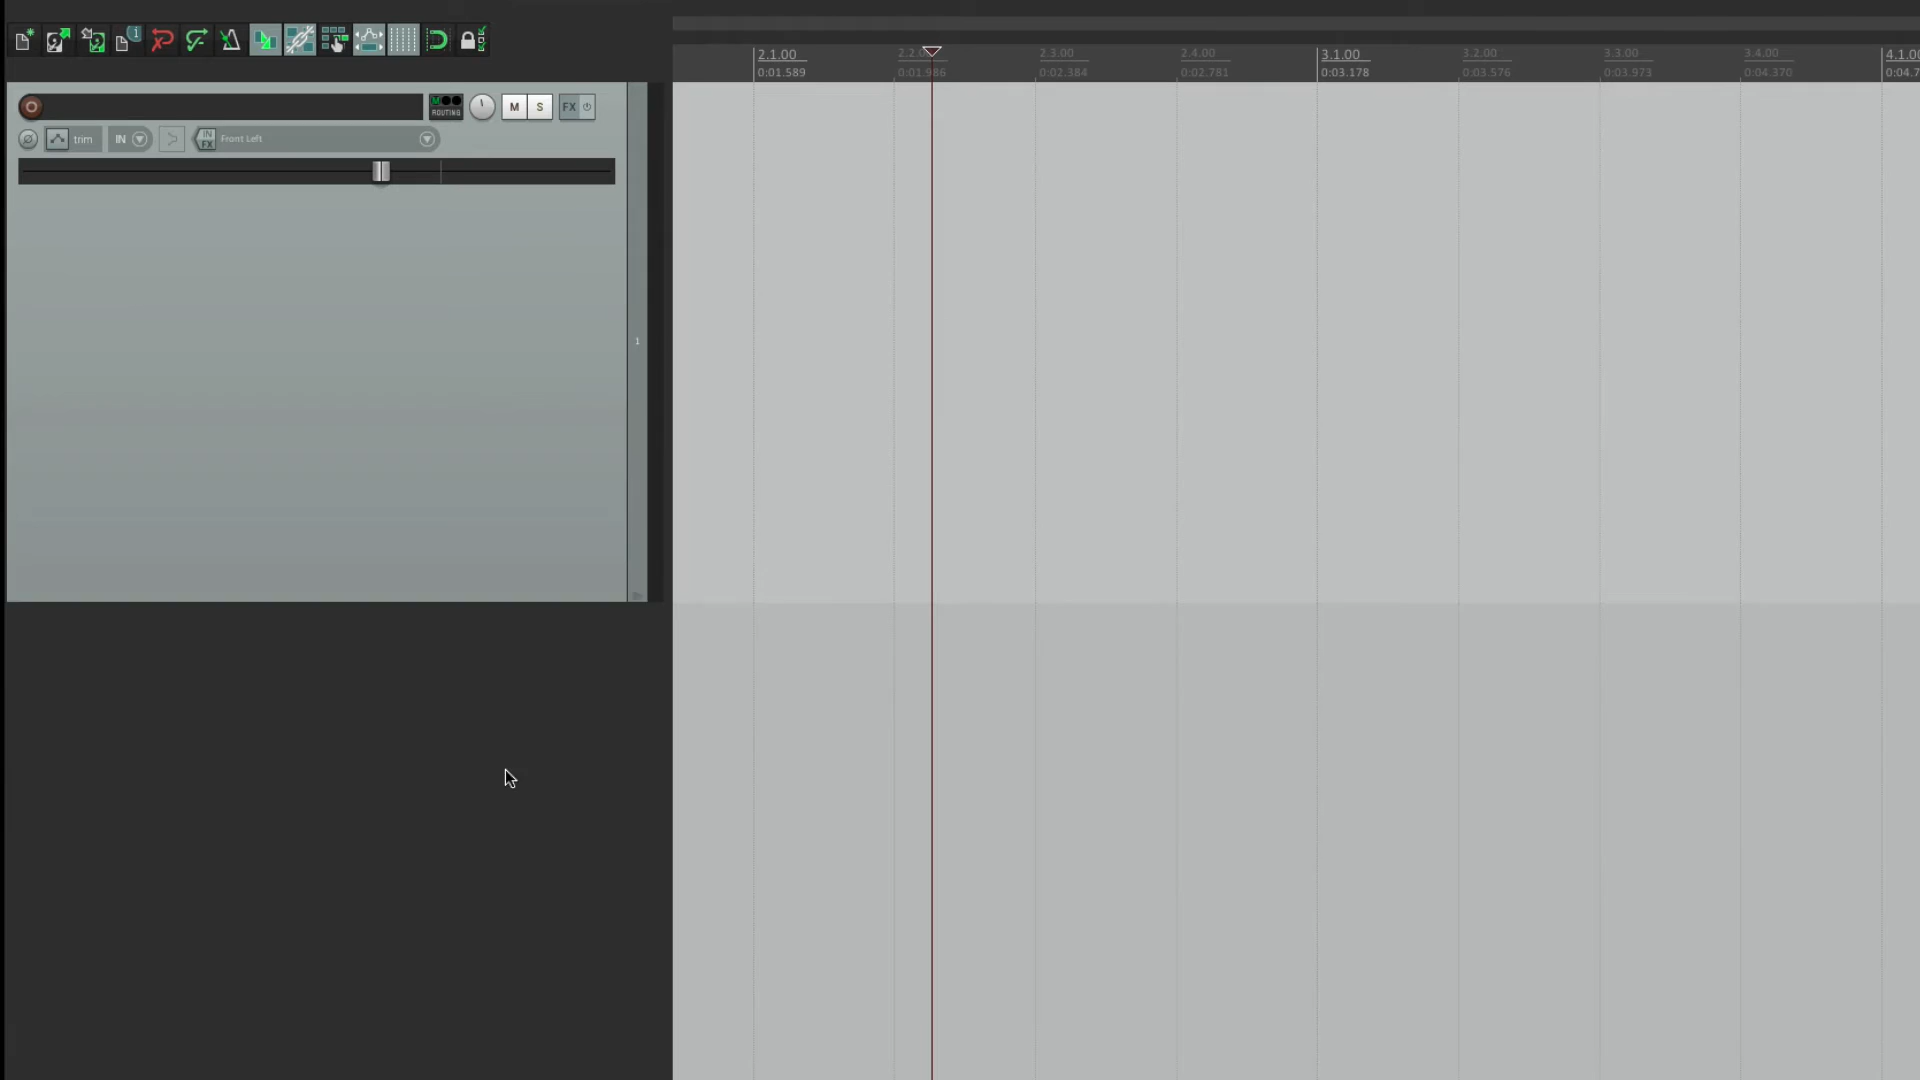 2.1.00 2.2.0 2.3.00 2.4.00 3.1.00 3.2.00 3.3.00 3.4.00 4.1.0
0:01.589 0:01.986 0:02.384 0:02.781 0:03.178 0:03.576 0:03.973 0:04.370 0:04.7
ROUTING M S FX
trim IN IN FX Front Left
1